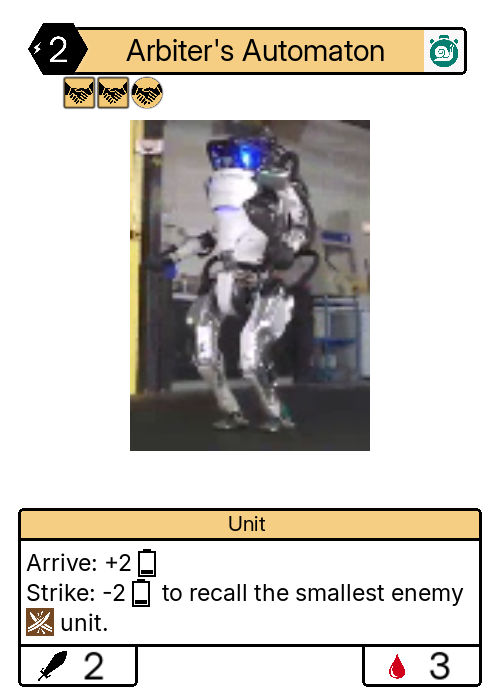 2
Arbiter's Automaton
Unit
Arrive: +2
Strike: -2 to recall the smallest enemy
unit.
2
3